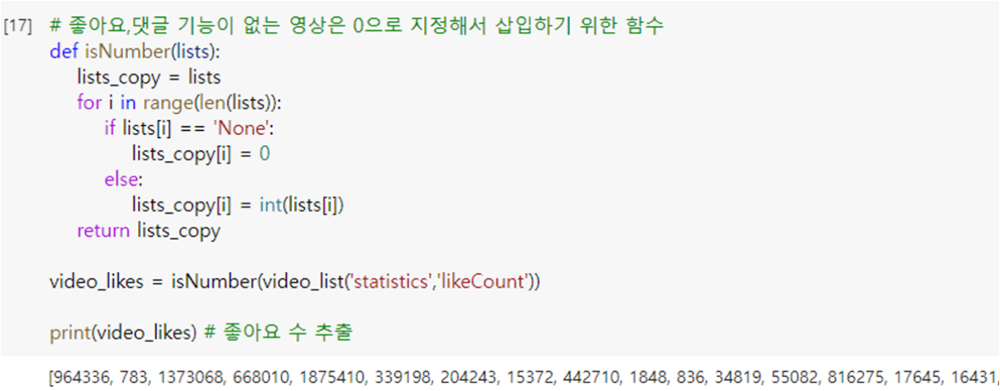 [17] # 좋아요,댓글 기능이 없는 영상은 0으로 지정해서 삽입하기 위한 함수
def isNumber(lists):
lists_copy = lists
for i in range(len(lists)):
if lists[i] == 'None':
lists_copy[i] = 0
else:
lists_copy[i] = int(lists[i])
return lists_copy
video_likes = isNumber(video_list('statistics','likeCount'))
print(video_likes) # 좋아요 수 추출
[964336, 783, 1373068, 668010, 1875410, 339198, 204243, 15372, 442710, 1848, 836, 34819, 55082, 816275, 17645, 16431,